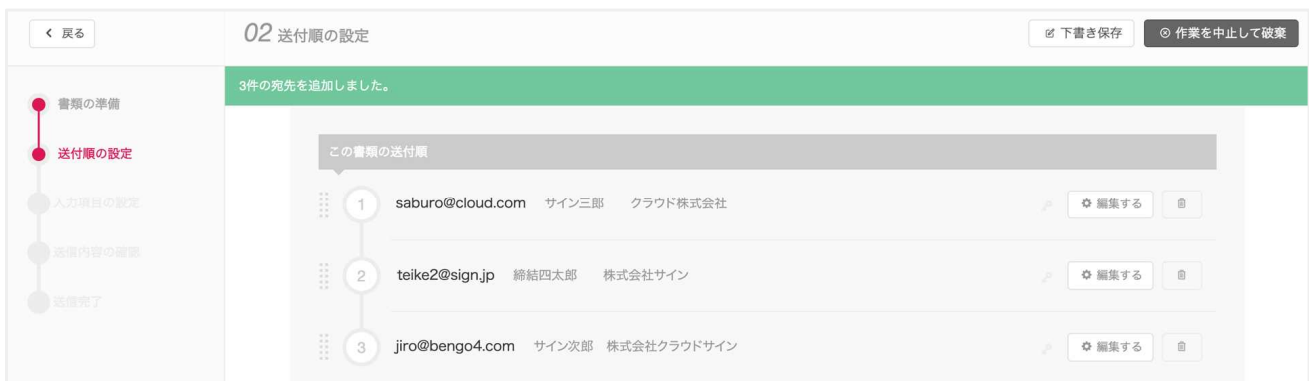 戻る
02 送付順の設定
下書き保存
作業を中止して破棄
3件の宛先を追加しました。
書類の準備
送付順の設定
入力項目の設定
送信内容の確認
送信完了
この書類の送付順
1 saburo@cloud.com サイン三郎 クラウド株式会社 編集する
2 teike2@sign.jp 締結四太郎 株式会社サイン 編集する
3 jiro@bengo4.com サイン次郎 株式会社クラウドサイン 編集する